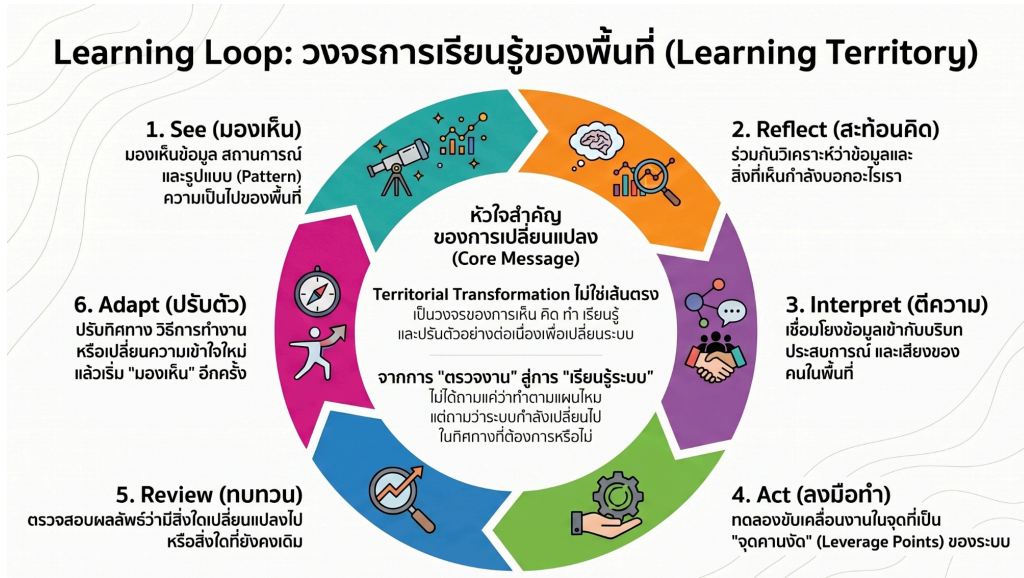 Learning Loop: วงจรการเรียนรู้ของพื้นที่ (Learning Territory)
1. See (มองเห็น)
มองเห็นข้อมูล สถานการณ์
และรูปแบบ (Pattern)
ความเป็นไปของพื้นที่
2. Reflect (สะท้อนคิด)
ร่วมกันวิเคราะห์ว่าข้อมูลและ
สิ่งที่เห็นกำลังบอกอะไรเรา
3. Interpret (ตีความ)
เชื่อมโยงข้อมูลเข้ากับบริบท
ประสบการณ์ และเสียงของ
คนในพื้นที่
4. Act (ลงมือทำ)
ทดลองขับเคลื่อนงานในจุดที่เป็น
"จุดคานงัด" (Leverage Points) ของระบบ
5. Review (ทบทวน)
ตรวจสอบผลลัพธ์ว่ามีสิ่งใดเปลี่ยนแปลงไป
หรือสิ่งใดที่ยังคงเดิม
6. Adapt (ปรับตัว)
ปรับทิศทาง วิธีการทำงาน
หรือเปลี่ยนความเข้าใจใหม่
แล้วเริ่ม "มองเห็น" อีกครั้ง
หัวใจสำคัญ
ของการเปลี่ยนแปลง
(Core Message)
Territorial Transformation ไม่ใช่เส้นตรง
เป็นวงจรของการเห็น คิด ทำ เรียนรู้
และปรันตัวอย่างต่อเนื่องเพื่อเปลี่ยนระบบ
จากการ "ตรวจงาน" สู่การ "เรียนรู้ระบบ"
ไม่ได้ถามแค่ว่าทำตามแผนไหม
แต่ถามว่าระบบกำลังเปลี่ยนไป
ในทิศทางที่ต้องการหรือไม่